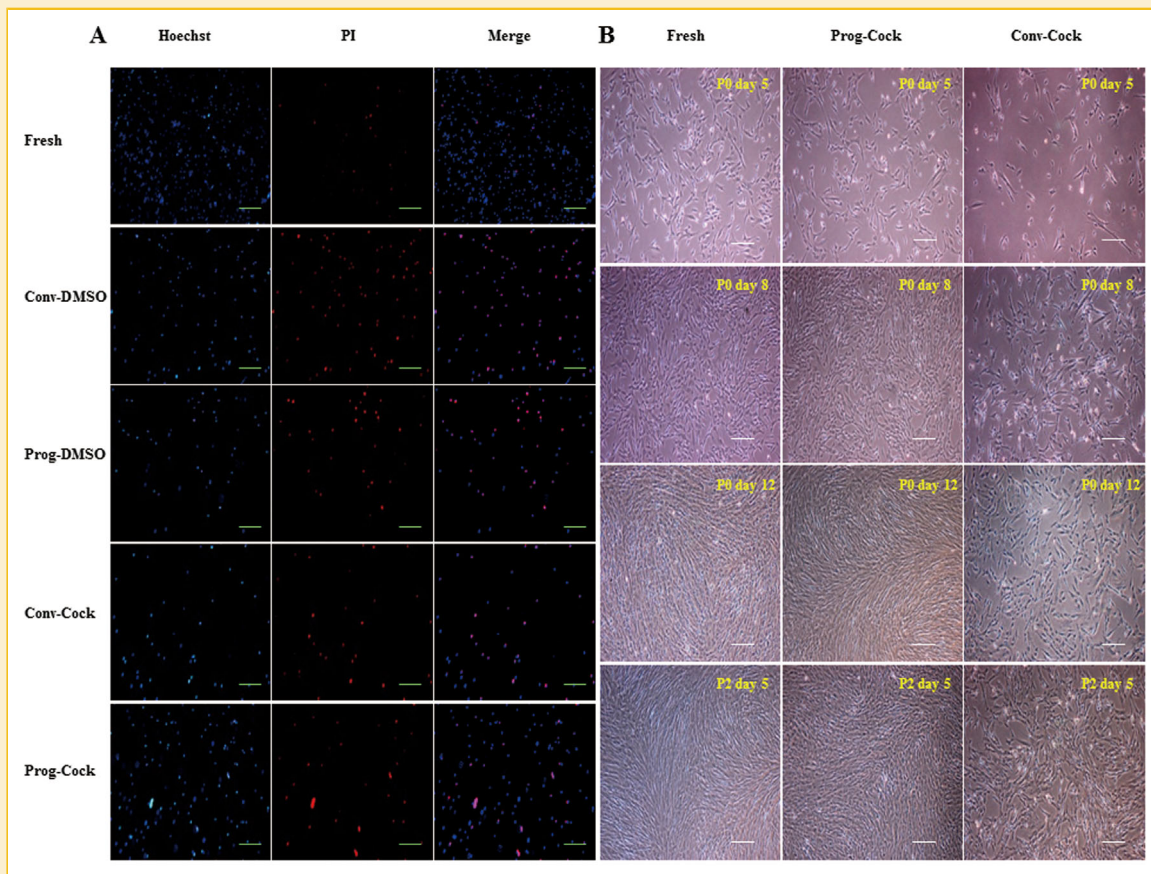 A Hoechst PI Merge B Fresh Prog-Cock Conv-Cock
Fresh
P0 day 5 P0 day 5 P0 day 5
Conv-DMSO
P0 day 8 P0 day 8 P0 day 8
Prog-DMSO
P0 day 12 P0 day 12 P0 day 12
Conv-Cock
P2 day 5 P2 day 5 P2 day 5
Prog-Cock